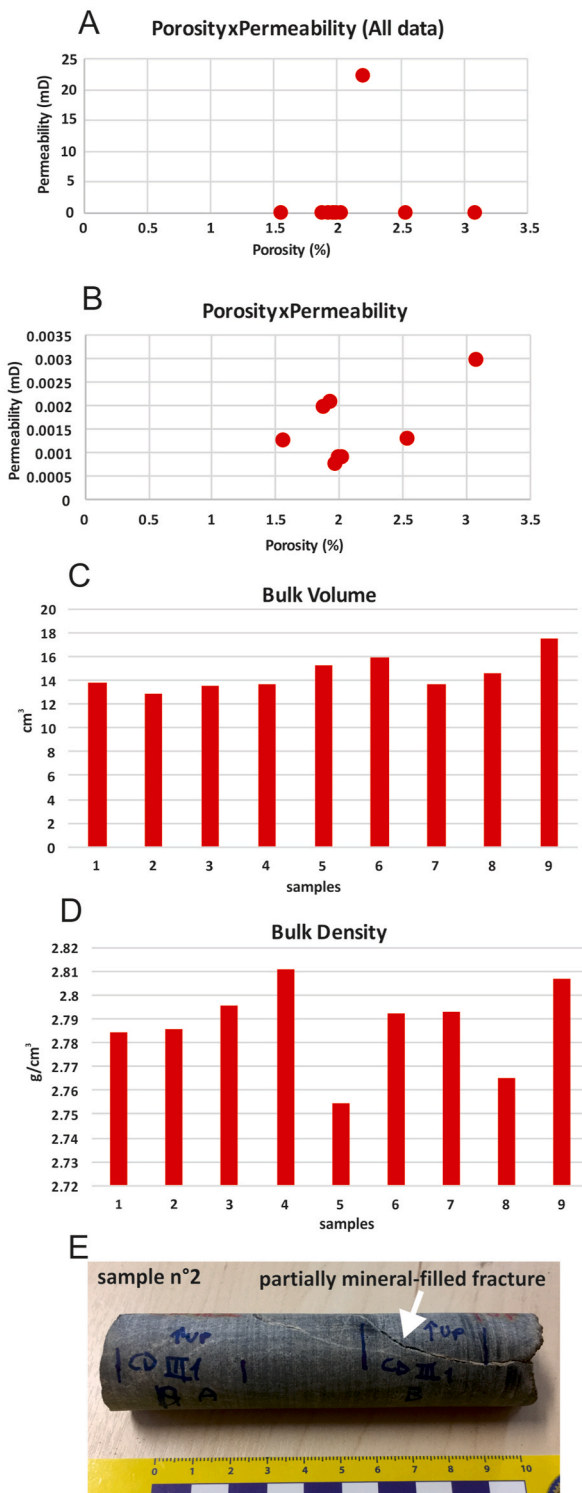 A
PorosityxPermeability (All data)
Permeability (mD)
25
20
15
10
5
0
0 0.5 1 1.5 2 2.5 3 3.5
Porosity (%)
B
PorosityxPermeability
Permeability (mD)
0.0035
0.003
0.0025
0.002
0.0015
0.001
0.0005
0
0 0.5 1 1.5 2 2.5 3 3.5
Porosity (%)
C
Bulk Volume
cm³
20
18
16
14
12
10
8
6
4
2
0
1 2 3 4 5 6 7 8 9
samples
D
Bulk Density
g/cm³
2.82
2.81
2.8
2.79
2.78
2.77
2.76
2.75
2.74
2.73
2.72
1 2 3 4 5 6 7 8 9
samples
E
sample n°2 partially mineral-filled fracture
↑UP ↑UP
CD III 1 CD III 1
A B
0 1 2 3 4 5 6 7 8 9 10